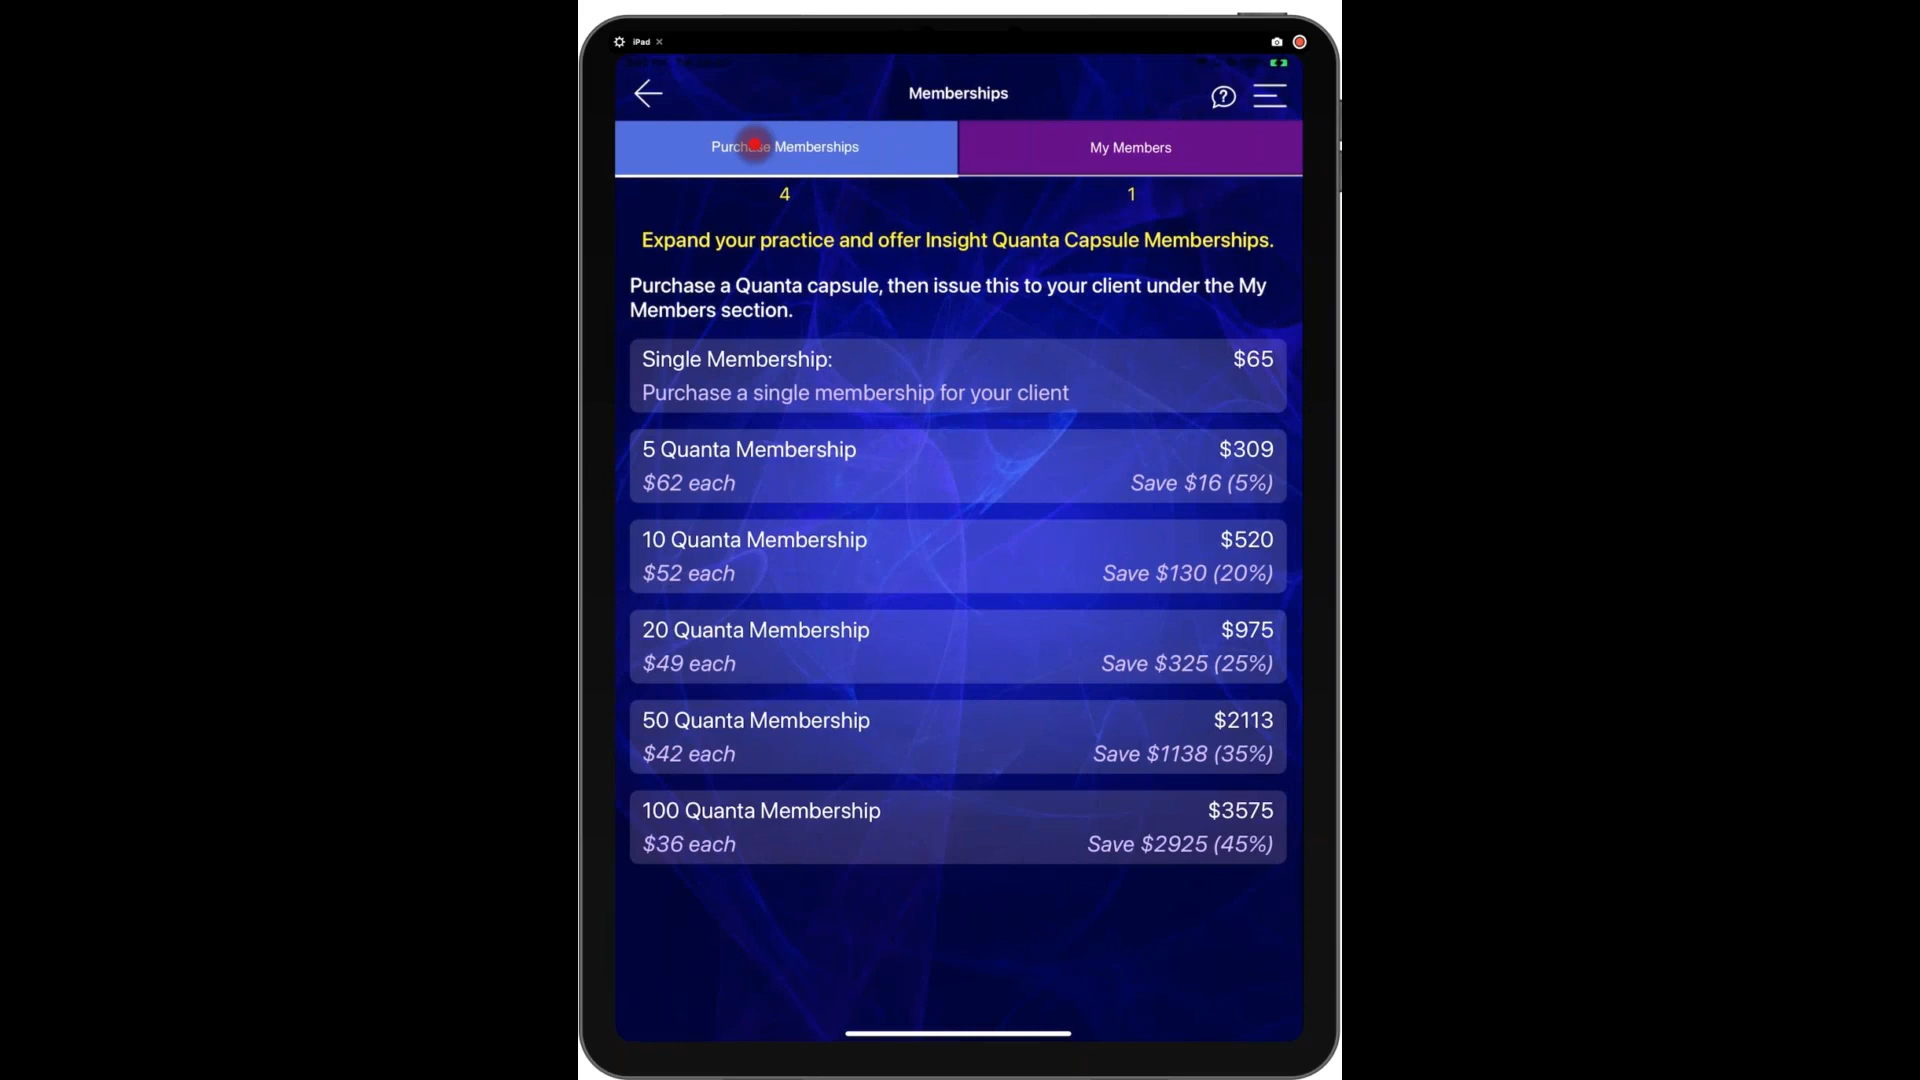 iPad
Memberships
Purchase Memberships
My Members
4
1
Expand your practice and offer Insight Quanta Capsule Memberships.
Purchase a Quanta capsule, then issue this to your client under the My
Members section.
Single Membership: $65
Purchase a single membership for your client
5 Quanta Membership $309
$62 each Save $16 (5%)
10 Quanta Membership $520
$52 each Save $130 (20%)
20 Quanta Membership $975
$49 each Save $325 (25%)
50 Quanta Membership $2113
$42 each Save $1138 (35%)
100 Quanta Membership $3575
$36 each Save $2925 (45%)